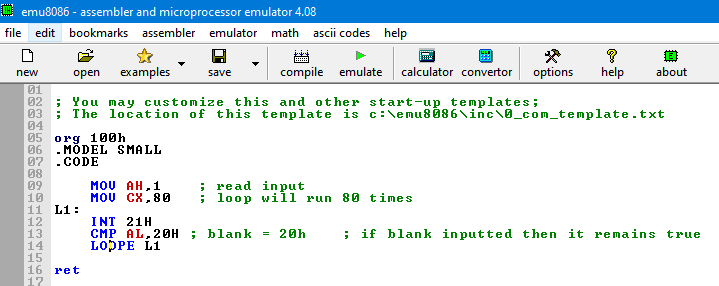 emu8086 - assembler and microprocessor emulator 4.08
file edit bookmarks assembler emulator math ascii codes help
new open examples save compile emulate calculator convertor options help about
01
02 ; You may customize this and other start-up templates;
03 ; The location of this template is c:\emu8086\inc\0_com_template.txt
04
05 org 100h
06 .MODEL SMALL
07 .CODE
08
09 MOV AH,1 ; read input
10 MOV CX,80 ; loop will run 80 times
11 L1:
12 INT 21H
13 CMP AL,20H ; blank = 20h ; if blank inputted then it remains true
14 LOOPE L1
15
16 ret
17